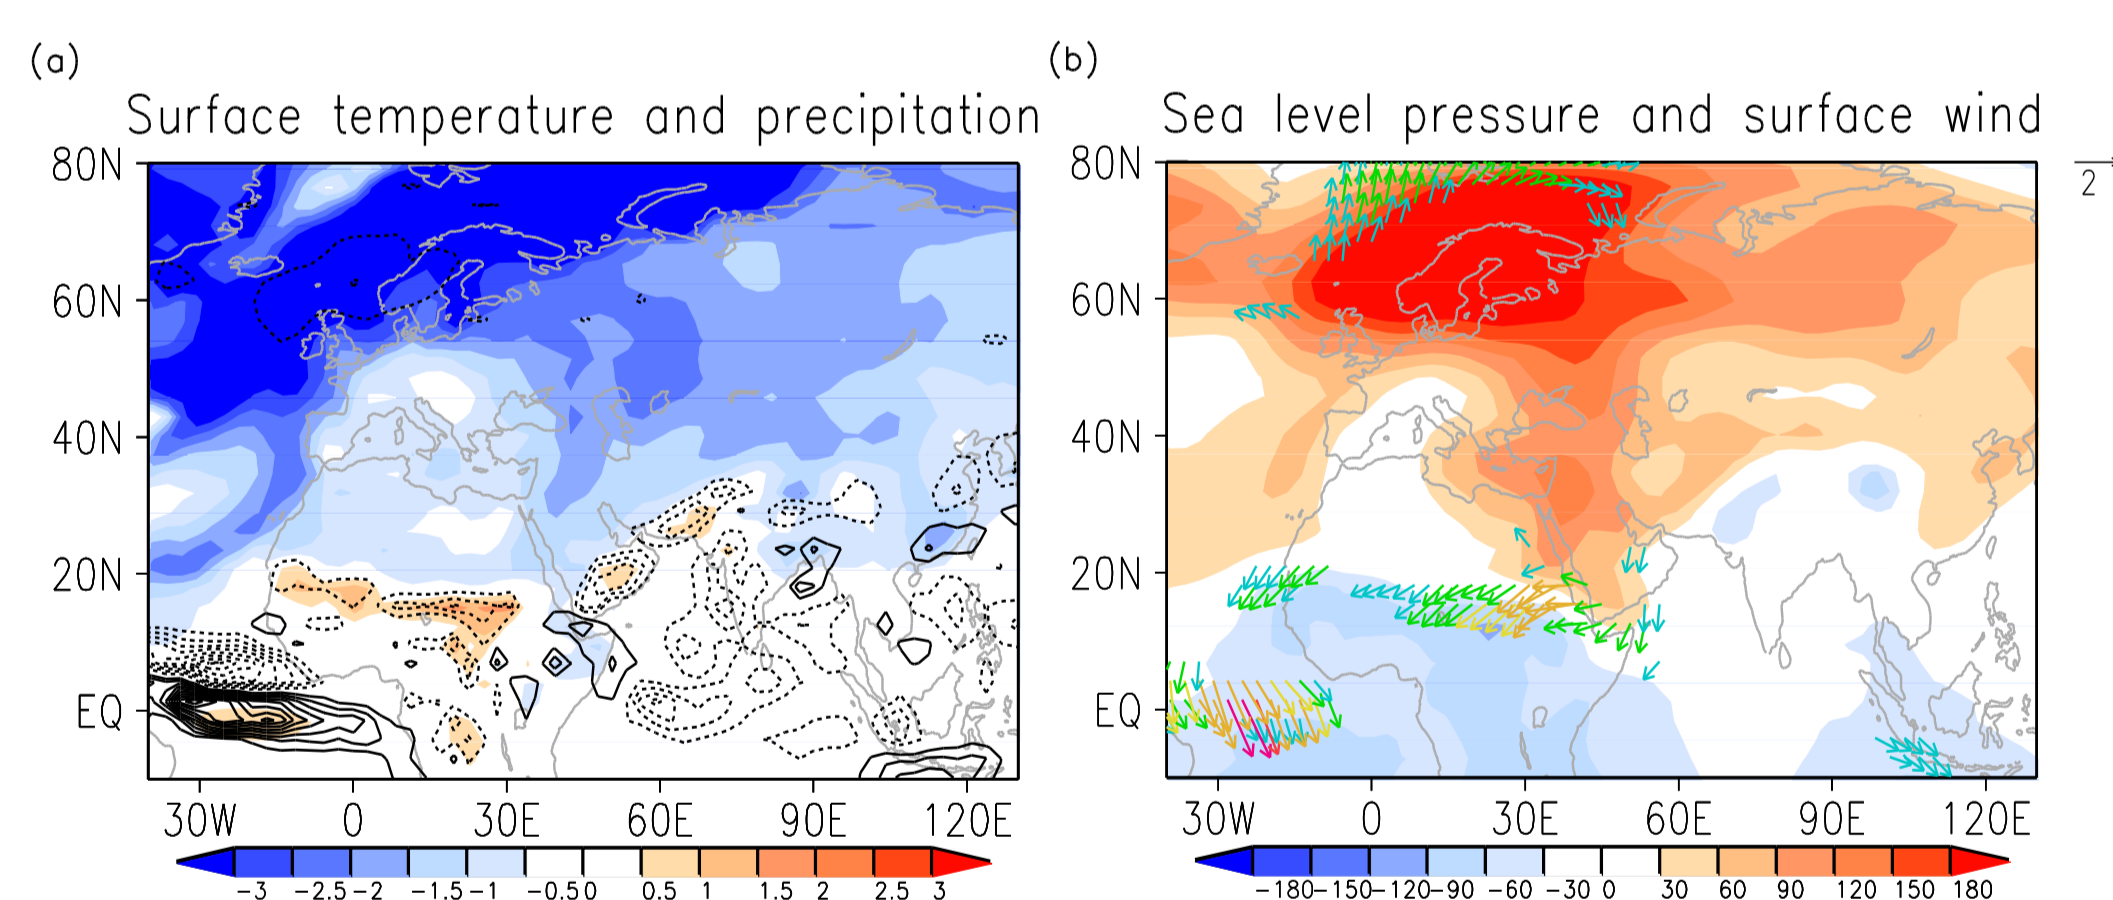 (a)
Surface temperature and precipitation
80N
60N
40N
20N
EQ
30W 0 30E 60E 90E 120E
−3 −2.5 −2 −1.5 −1 −0.5 0 0.5 1 1.5 2 2.5 3
(b)
Sea level pressure and surface wind
2
80N
60N
40N
20N
EQ
30W 0 30E 60E 90E 120E
−180 −150 −120 −90 −60 −30 0 30 60 90 120 150 180